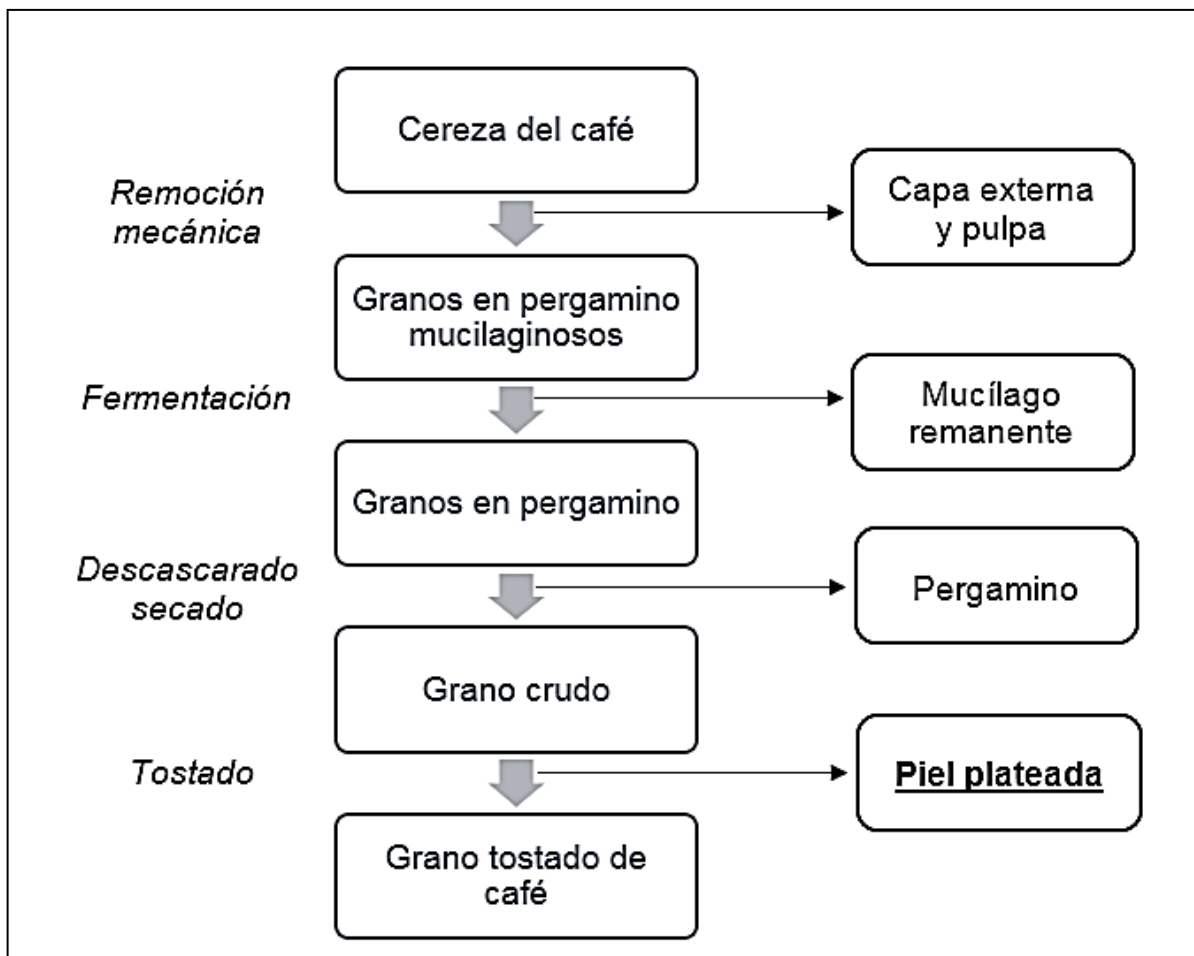 Cereza del café
Remoción
mecánica
Capa externa
y pulpa
Granos en pergamino
mucilaginosos
Fermentación
Mucílago
remanente
Granos en pergamino
Descascarado
secado
Pergamino
Grano crudo
Tostado
Piel plateada
Grano tostado de
café